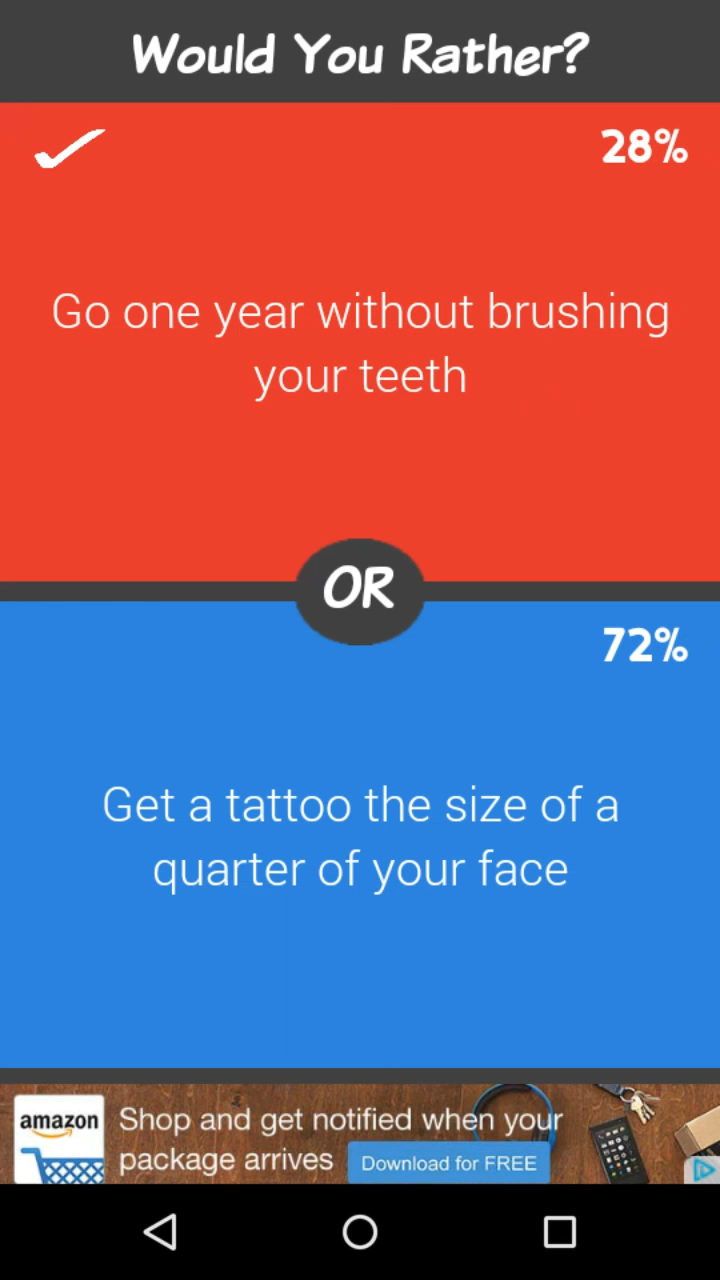 Would You Rather?
28%
Go one year without brushing
your teeth
OR
72%
Get a tattoo the size of a
quarter of your face
amazon
Shop and get notified when your
package arrives
Download for FREE